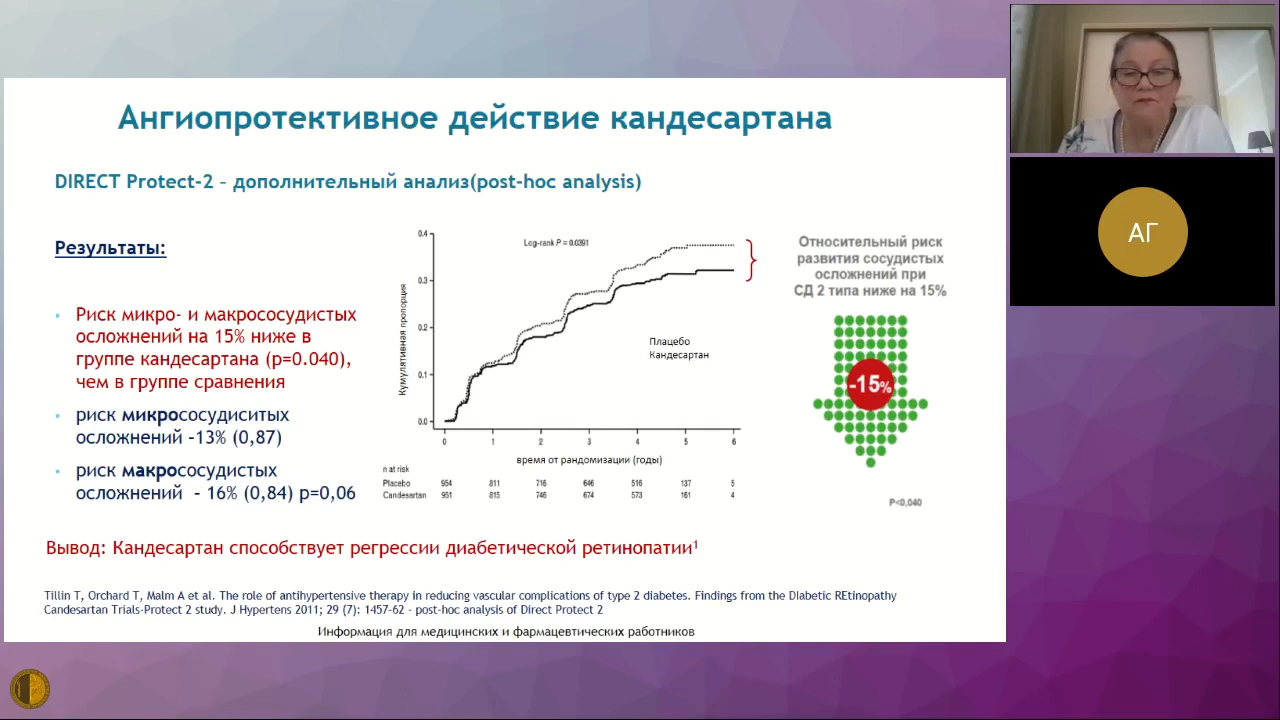 Ангиопротективное действие кандесартана
DIRECT Protect-2 – дополнительный анализ(post-hoc analysis)
Результаты:
Риск микро- и макрососудистых
осложнений на 15% ниже в
группе кандесартана (p=0.040),
чем в группе сравнения
риск микрососудиситых
осложнений –13% (0,87)
риск макрососудистых
осложнений – 16% (0,84) p=0,06
Log-rank P = 0.0391
Кумулятивная пропорция
0.4
0.3
0.2
0.1
0.0
Плацебо
Кандесартан
0 1 2 3 4 5 6
время от рандомизации (годы)
n at risk
Placebo 954 811 716 646 516 137 5
Candesartan 951 815 746 674 573 161 4
Относительный риск
развития сосудистых
осложнений при
СД 2 типа ниже на 15%
-15%
P<0,040
Вывод: Кандесартан способствует регрессии диабетической ретинопатии¹
Tillin T, Orchard T, Malm A et al. The role of antihypertensive therapy in reducing vascular complications of type 2 diabetes. Findings from the DIabetic REtinopathy
Candesartan Trials-Protect 2 study. J Hypertens 2011; 29 (7): 1457-62 - post-hoc analysis of Direct Protect 2
Информация для медицинских и фармацевтических работников
АГ